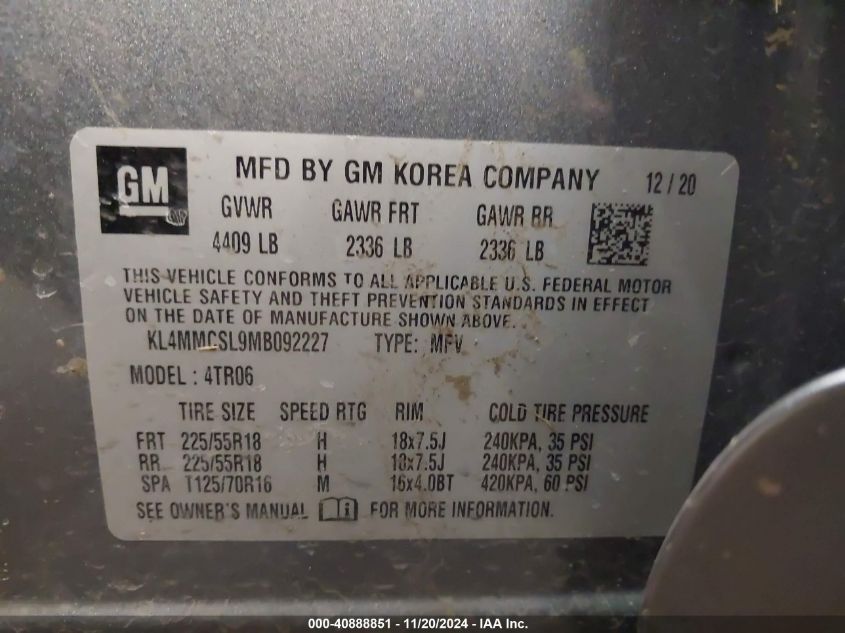 GM
MFD BY GM KOREA COMPANY 12 / 20
GVWR GAWR FRT GAWR RR
4409 LB 2336 LB 2336 LB
THIS VEHICLE CONFORMS TO ALL APPLICABLE U.S. FEDERAL MOTOR
VEHICLE SAFETY AND THEFT PREVENTION STANDARDS IN EFFECT
ON THE DATE OF MANUFACTURE SHOWN ABOVE.
KL4MMCSL9MB092227 TYPE: MPV
MODEL : 4TR06
TIRE SIZE SPEED RTG RIM COLD TIRE PRESSURE
FRT 225/55R18 H 18x7.5J 240KPA, 35 PSI
RR 225/55R18 H 18x7.5J 240KPA, 35 PSI
SPA T125/70R16 M 16x4.0BT 420KPA, 60 PSI
SEE OWNER'S MANUAL i FOR MORE INFORMATION.
000-40888851 - 11/20/2024 - IAA Inc.